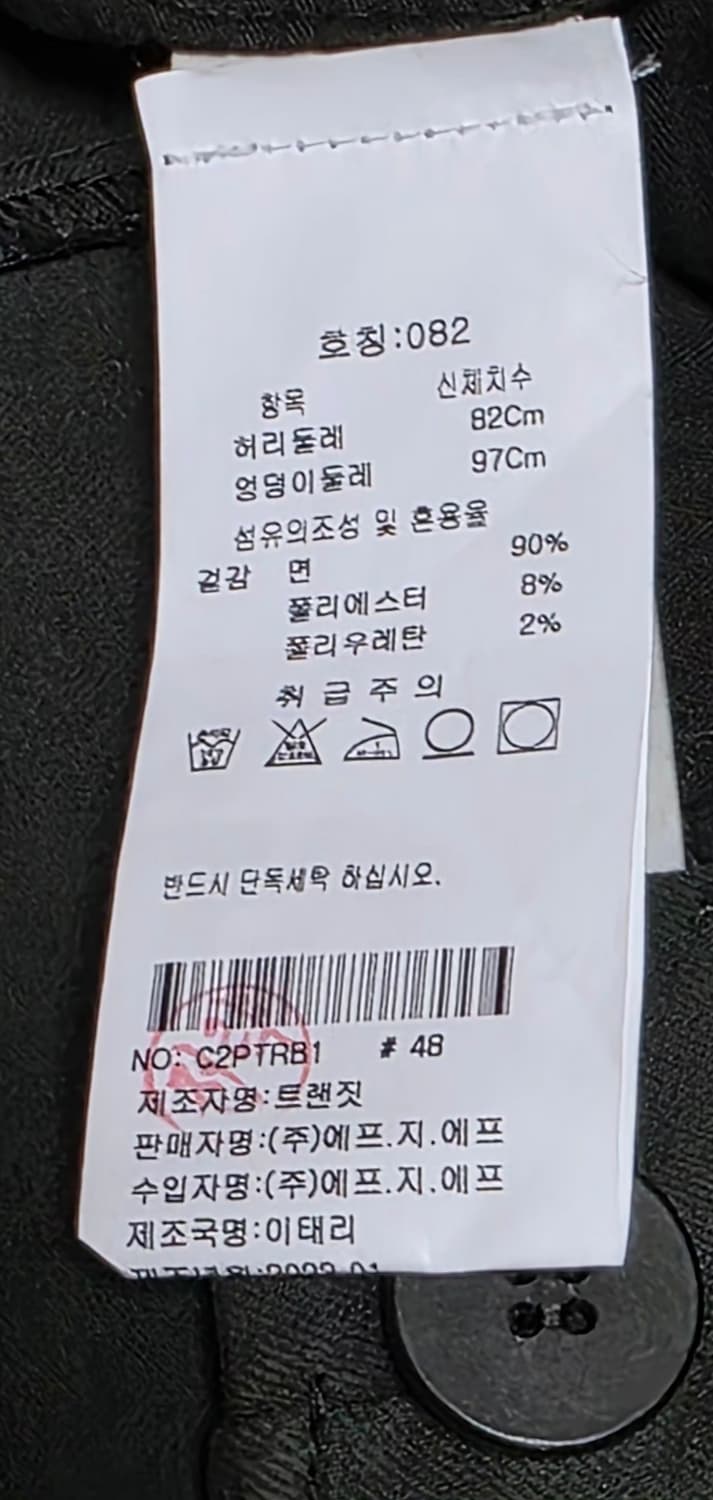 호칭:082
항목 신체치수
허리둘레 82Cm
엉덩이둘레 97Cm
섬유의조성 및 혼용율
겉감 면 90%
폴리에스터 8%
폴리우레탄 2%
취 급 주 의
반드시 단독세탁 하십시오.
NO: C2PTRB1 # 48
제조자명:트랜짓
판매자명:(주)에프.지.에프
수입자명:(주)에프.지.에프
제조국명:이태리